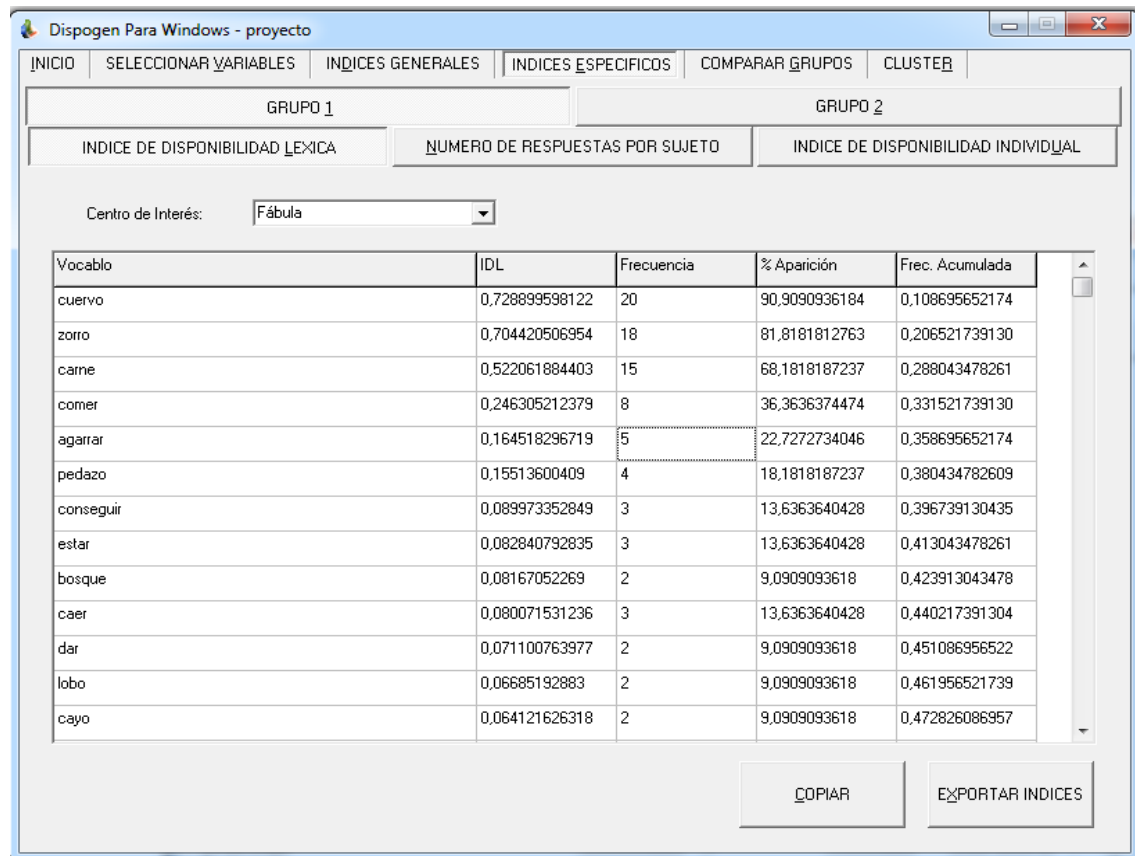 Dispogen Para Windows - proyecto
INICIO SELECCIONAR VARIABLES INDICES GENERALES INDICES ESPECIFICOS COMPARAR GRUPOS CLUSTER
GRUPO 1 GRUPO 2
INDICE DE DISPONIBILIDAD LEXICA NUMERO DE RESPUESTAS POR SUJETO INDICE DE DISPONIBILIDAD INDIVIDUAL
Centro de Interés: Fábula
Vocablo IDL Frecuencia % Aparición Frec. Acumulada
cuervo 0,728899598122 20 90,9090936184 0,108695652174
zorro 0,704420506954 18 81,8181812763 0,206521739130
carne 0,522061884403 15 68,1818187237 0,288043478261
comer 0,246305212379 8 36,3636374474 0,331521739130
agarrar 0,164518296719 5 22,7272734046 0,358695652174
pedazo 0,15513600409 4 18,1818187237 0,380434782609
conseguir 0,089973352849 3 13,6363640428 0,396739130435
estar 0,082840792835 3 13,6363640428 0,413043478261
bosque 0,08167052269 2 9,0909093618 0,423913043478
caer 0,080071531236 3 13,6363640428 0,440217391304
dar 0,071100763977 2 9,0909093618 0,451086956522
lobo 0,06685192883 2 9,0909093618 0,461956521739
cayo 0,064121626318 2 9,0909093618 0,472826086957
COPIAR EXPORTAR INDICES